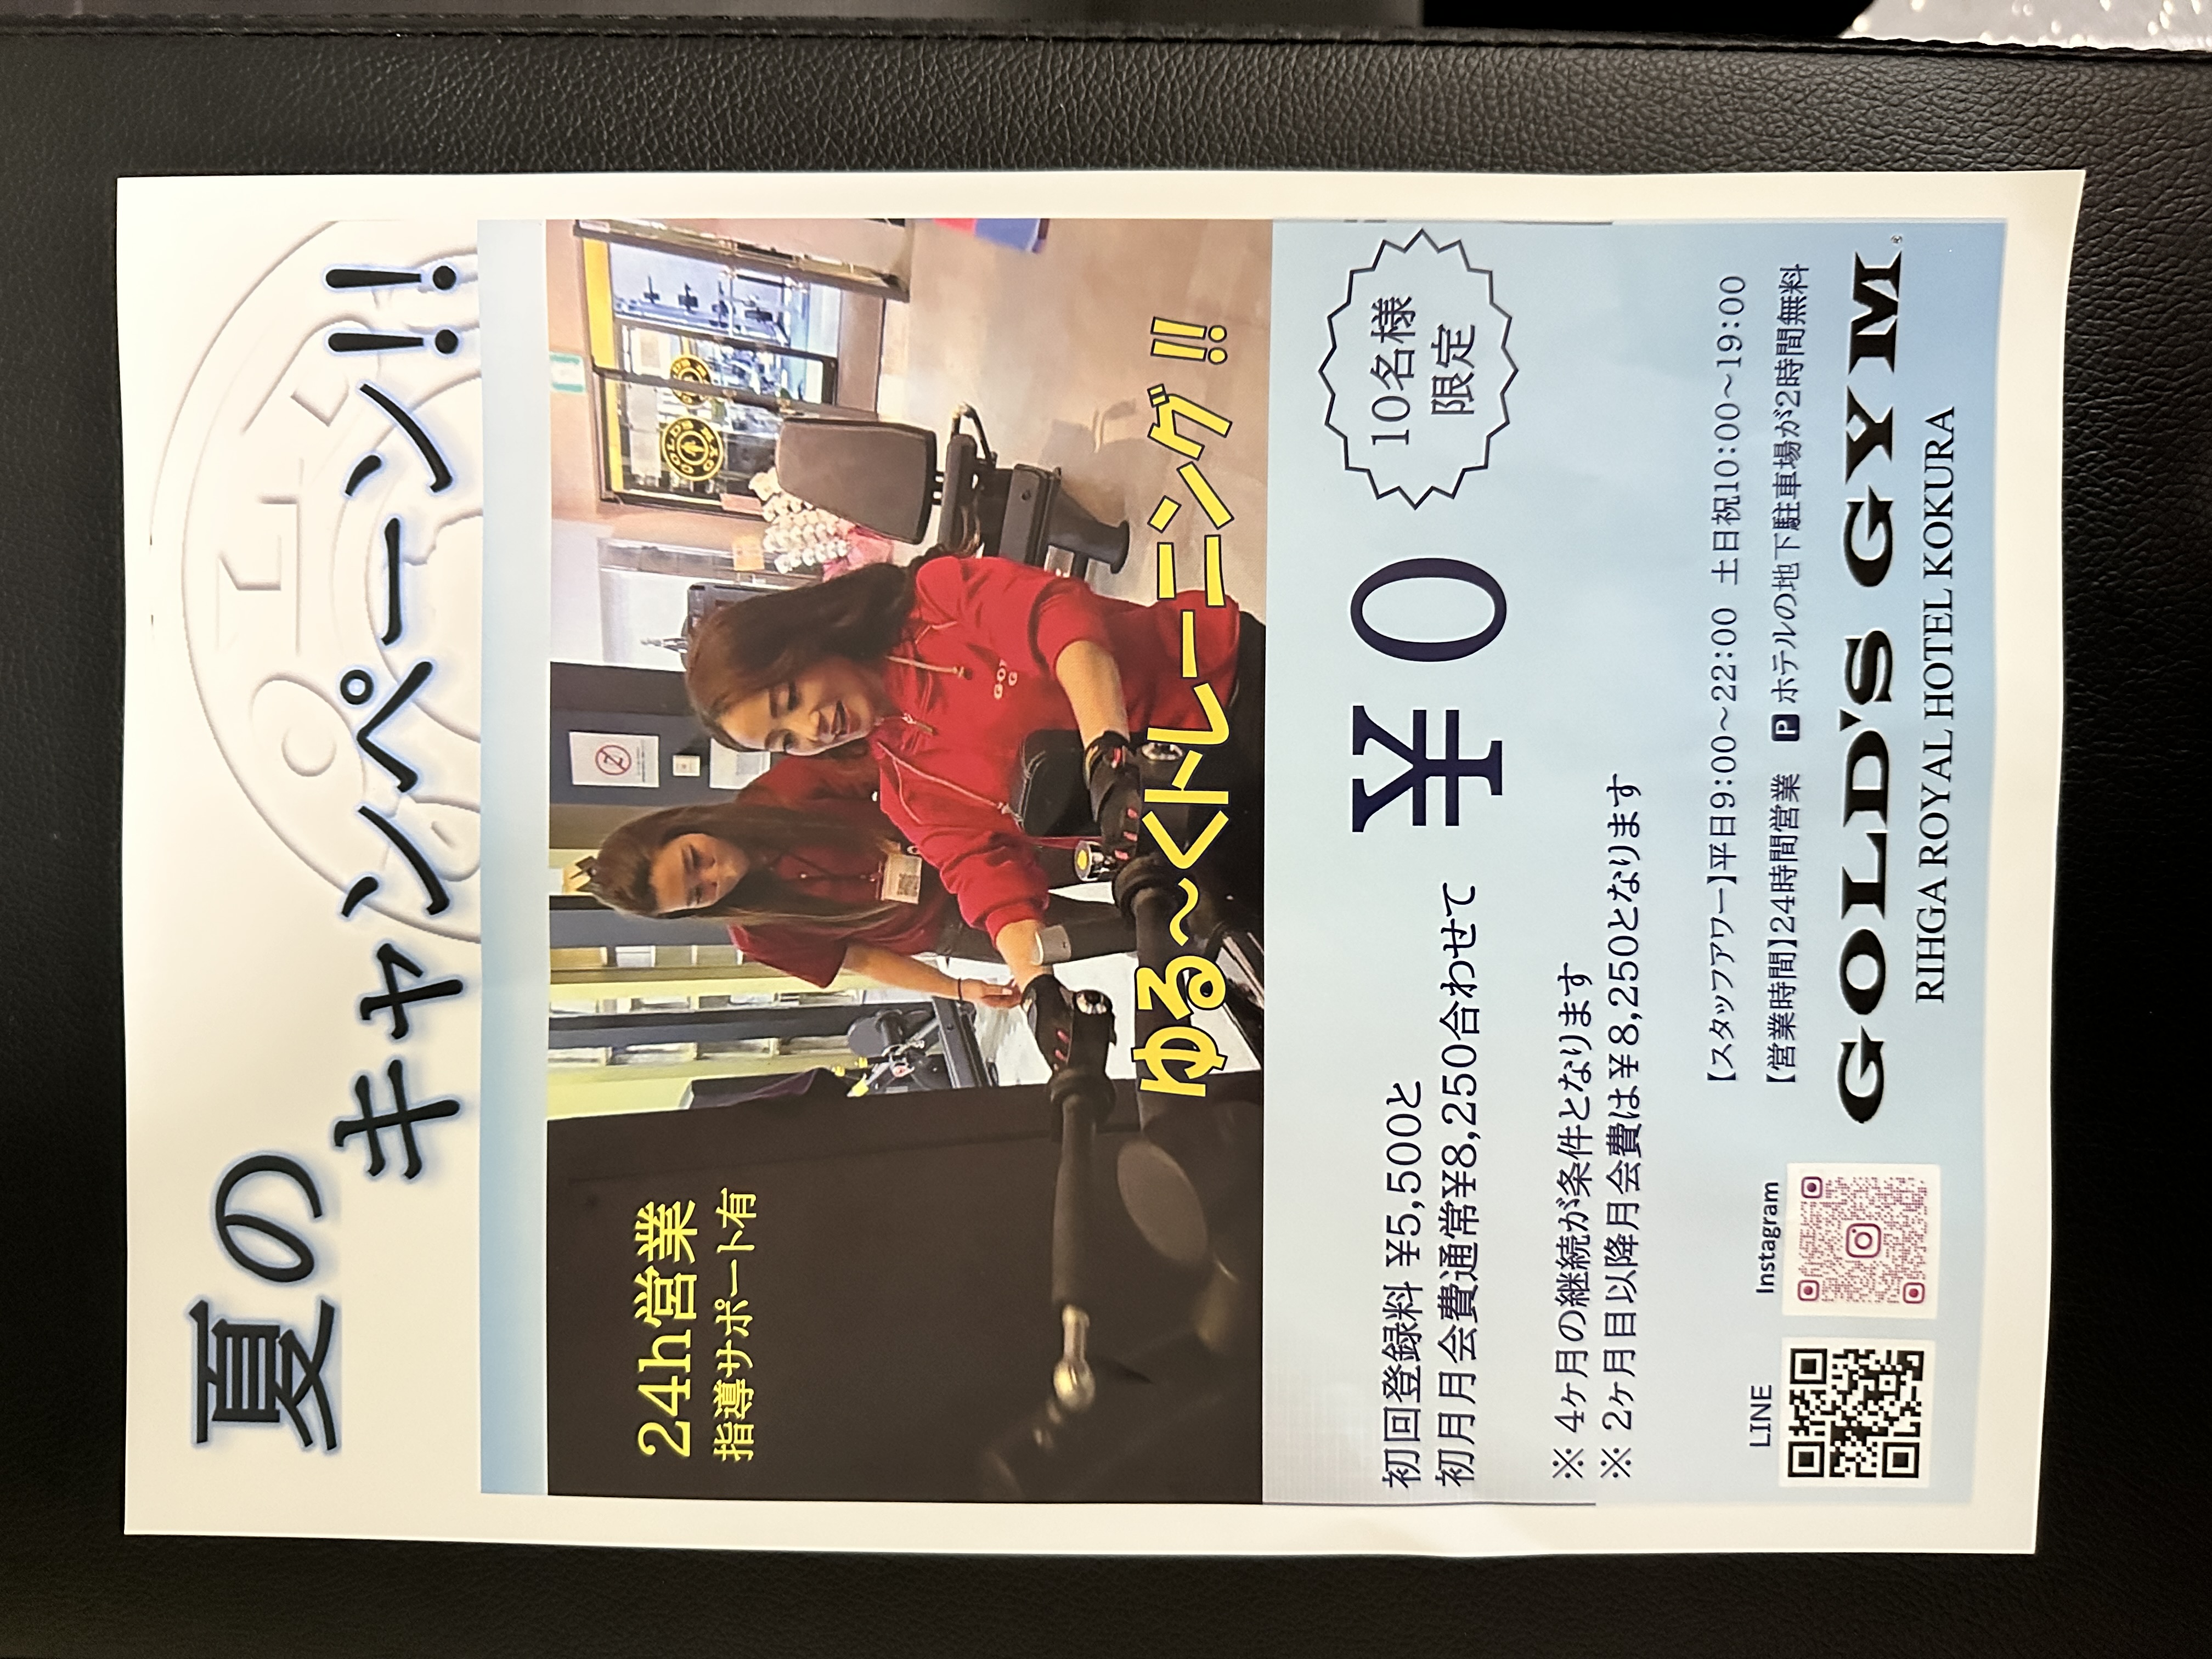 夏の
キャンペーン!!
24h営業
指導サポート有
GOLD'S
GYM
ゆる～くトレーニング!!
初回登録料 ¥5,500と
初月月会費通常¥8,250合わせて
¥0
10名様
限定
※ 4ヶ月の継続が条件となります
※ 2ヶ月目以降月会費は¥8,250となります
【スタッフアワー】平日9:00～22:00 土日祝10:00～19:00
【営業時間】24時間営業 P ホテルの地下駐車場が2時間無料
LINE
Instagram
GOLD'S GYM
RIHGA ROYAL HOTEL KOKURA